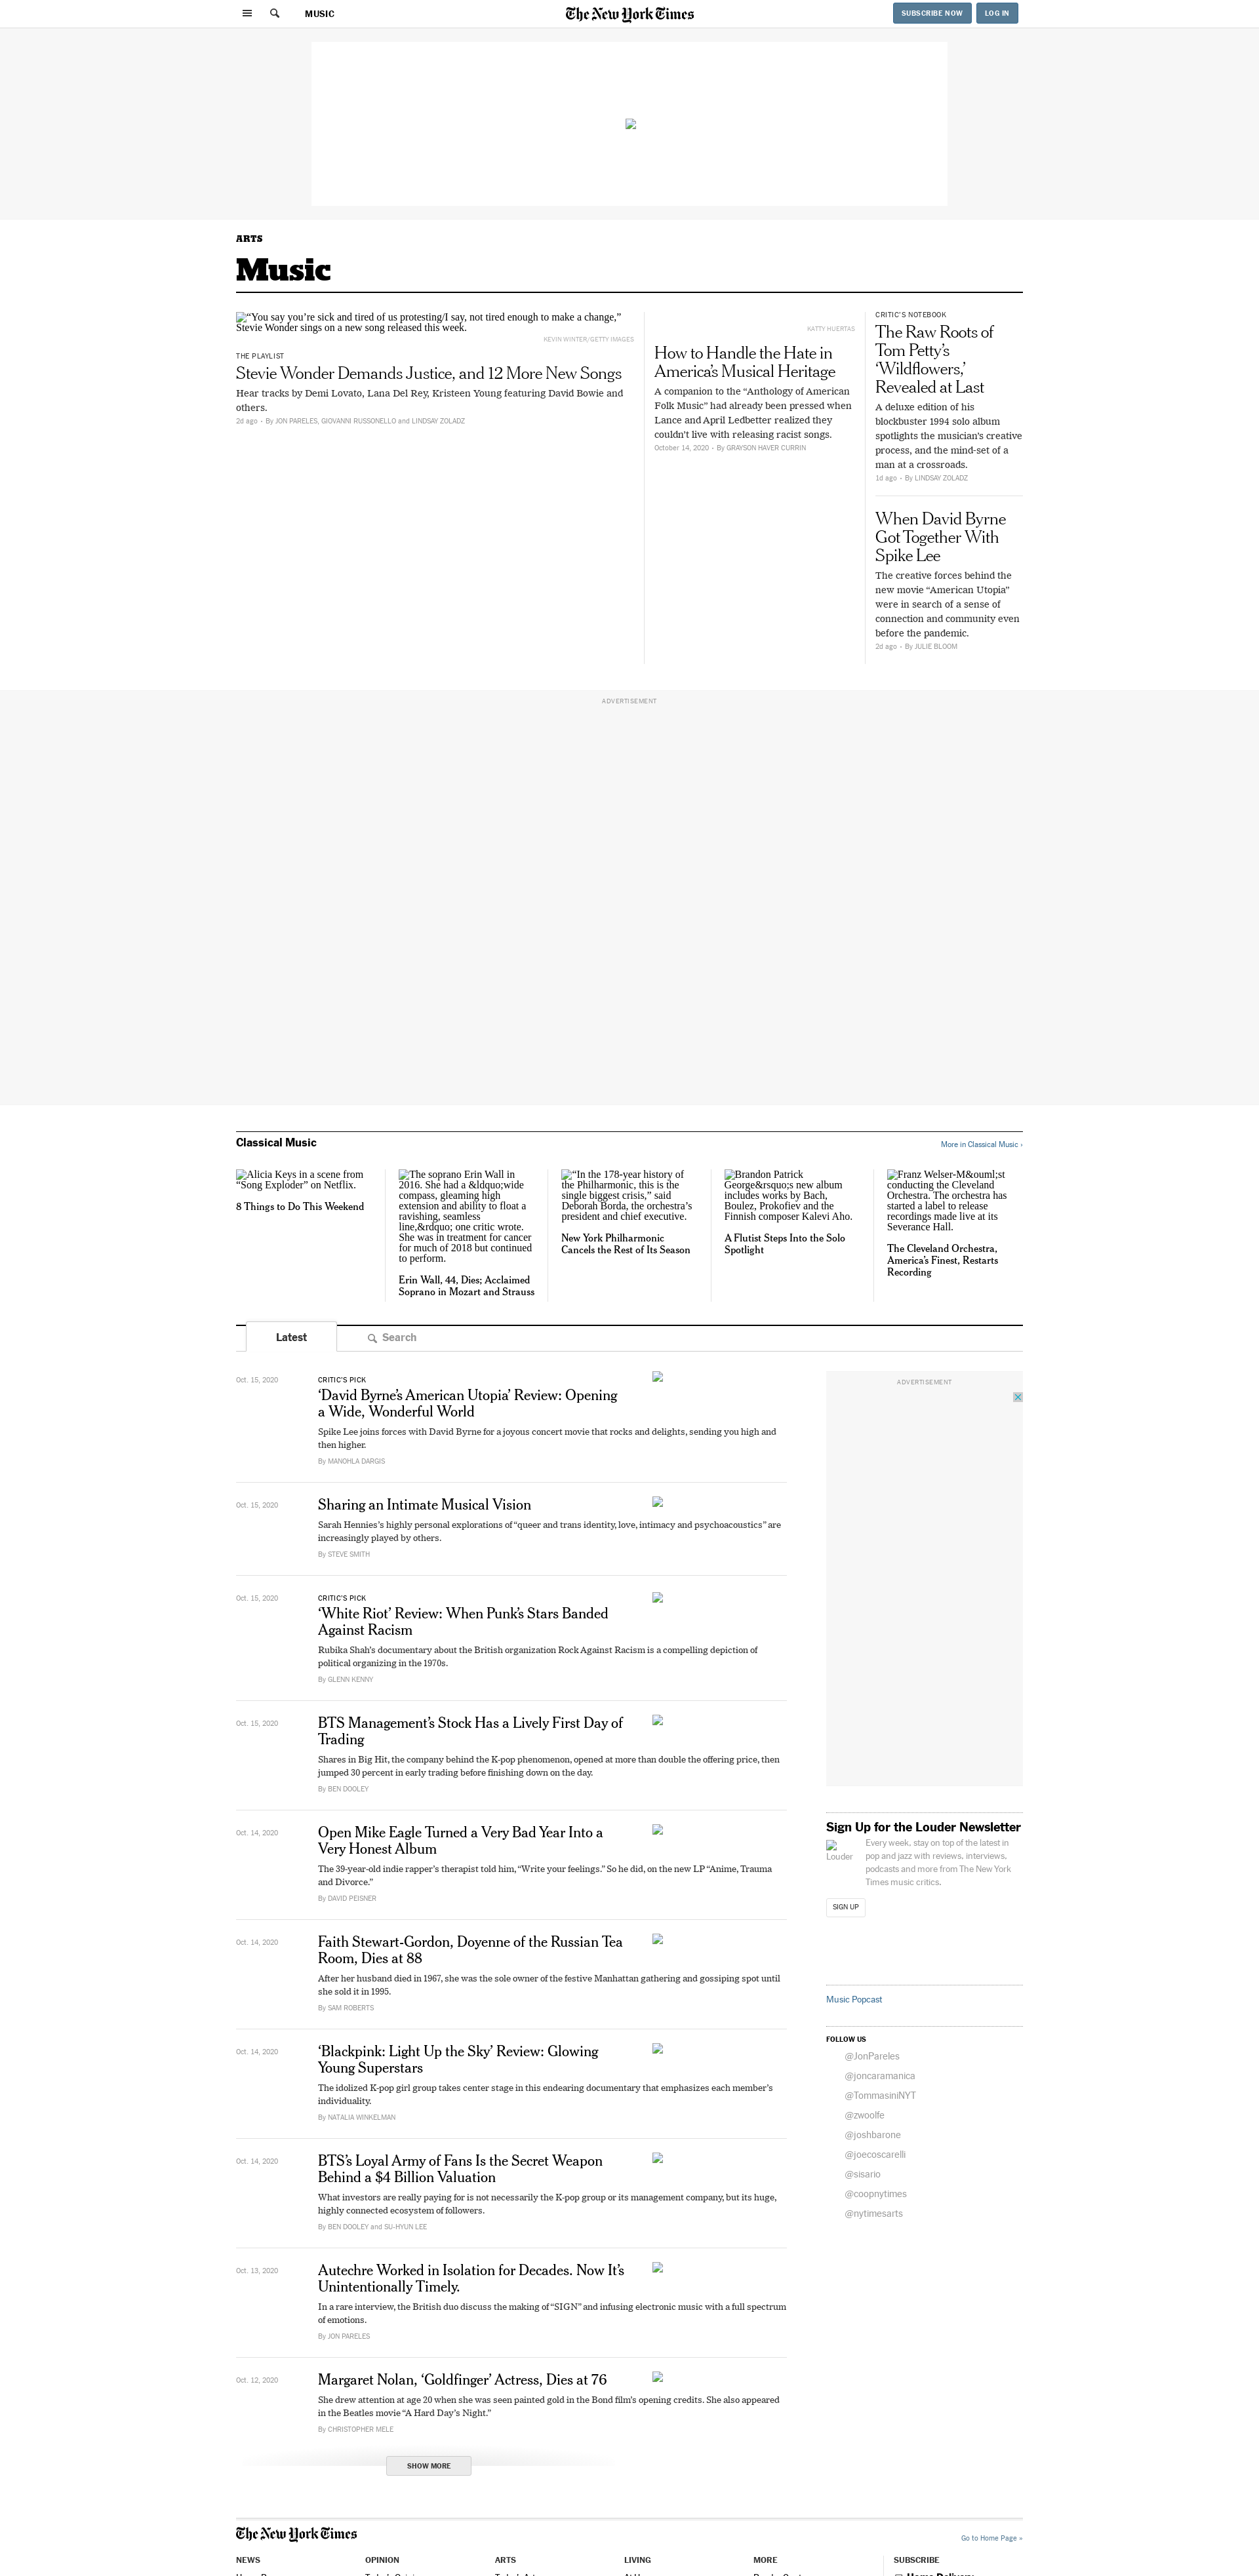 MUSIC
The New York Times
SUBSCRIBE NOW
LOG IN
ARTS
Music
“You say you’re sick and tired of us protesting/I say, not tired enough to make a change,”
Stevie Wonder sings on a new song released this week.
KEVIN WINTER/GETTY IMAGES
THE PLAYLIST
Stevie Wonder Demands Justice, and 12 More New Songs
Hear tracks by Demi Lovato, Lana Del Rey, Kristeen Young featuring David Bowie and
others.
2d ago • By JON PARELES, GIOVANNI RUSSONELLO and LINDSAY ZOLADZ
KATTY HUERTAS
How to Handle the Hate in
America’s Musical Heritage
A companion to the “Anthology of American
Folk Music” had already been pressed when
Lance and April Ledbetter realized they
couldn’t live with releasing racist songs.
October 14, 2020 • By GRAYSON HAVER CURRIN
CRITIC’S NOTEBOOK
The Raw Roots of
Tom Petty’s
‘Wildflowers,’
Revealed at Last
A deluxe edition of his
blockbuster 1994 solo album
spotlights the musician’s creative
process, and the mind-set of a
man at a crossroads.
1d ago • By LINDSAY ZOLADZ
When David Byrne
Got Together With
Spike Lee
The creative forces behind the
new movie “American Utopia”
were in search of a sense of
connection and community even
before the pandemic.
2d ago • By JULIE BLOOM
ADVERTISEMENT
Classical Music
More in Classical Music ›
Alicia Keys in a scene from
“Song Exploder” on Netflix.
8 Things to Do This Weekend
The soprano Erin Wall in
2016. She had a &ldquo;wide
compass, gleaming high
extension and ability to float a
ravishing, seamless
line,&rdquo; one critic wrote.
She was in treatment for cancer
for much of 2018 but continued
to perform.
Erin Wall, 44, Dies; Acclaimed
Soprano in Mozart and Strauss
“In the 178-year history of
the Philharmonic, this is the
single biggest crisis,” said
Deborah Borda, the orchestra’s
president and chief executive.
New York Philharmonic
Cancels the Rest of Its Season
Brandon Patrick
George&rsquo;s new album
includes works by Bach,
Boulez, Prokofiev and the
Finnish composer Kalevi Aho.
A Flutist Steps Into the Solo
Spotlight
Franz Welser-M&ouml;st
conducting the Cleveland
Orchestra. The orchestra has
started a label to release
recordings made live at its
Severance Hall.
The Cleveland Orchestra,
America’s Finest, Restarts
Recording
Latest
Search
Oct. 15, 2020
CRITIC’S PICK
‘David Byrne’s American Utopia’ Review: Opening
a Wide, Wonderful World
Spike Lee joins forces with David Byrne for a joyous concert movie that rocks and delights, sending you high and
then higher.
By MANOHLA DARGIS
Oct. 15, 2020
Sharing an Intimate Musical Vision
Sarah Hennies’s highly personal explorations of “queer and trans identity, love, intimacy and psychoacoustics” are
increasingly played by others.
By STEVE SMITH
Oct. 15, 2020
CRITIC’S PICK
‘White Riot’ Review: When Punk’s Stars Banded
Against Racism
Rubika Shah’s documentary about the British organization Rock Against Racism is a compelling depiction of
political organizing in the 1970s.
By GLENN KENNY
Oct. 15, 2020
BTS Management’s Stock Has a Lively First Day of
Trading
Shares in Big Hit, the company behind the K-pop phenomenon, opened at more than double the offering price, then
jumped 30 percent in early trading before finishing down on the day.
By BEN DOOLEY
Oct. 14, 2020
Open Mike Eagle Turned a Very Bad Year Into a
Very Honest Album
The 39-year-old indie rapper’s therapist told him, “Write your feelings.” So he did, on the new LP “Anime, Trauma
and Divorce.”
By DAVID PEISNER
Oct. 14, 2020
Faith Stewart-Gordon, Doyenne of the Russian Tea
Room, Dies at 88
After her husband died in 1967, she was the sole owner of the festive Manhattan gathering and gossiping spot until
she sold it in 1995.
By SAM ROBERTS
Oct. 14, 2020
‘Blackpink: Light Up the Sky’ Review: Glowing
Young Superstars
The idolized K-pop girl group takes center stage in this endearing documentary that emphasizes each member’s
individuality.
By NATALIA WINKELMAN
Oct. 14, 2020
BTS’s Loyal Army of Fans Is the Secret Weapon
Behind a $4 Billion Valuation
What investors are really paying for is not necessarily the K-pop group or its management company, but its huge,
highly connected ecosystem of followers.
By BEN DOOLEY and SU-HYUN LEE
Oct. 13, 2020
Autechre Worked in Isolation for Decades. Now It’s
Unintentionally Timely.
In a rare interview, the British duo discuss the making of “SIGN” and infusing electronic music with a full spectrum
of emotions.
By JON PARELES
Oct. 12, 2020
Margaret Nolan, ‘Goldfinger’ Actress, Dies at 76
She drew attention at age 20 when she was seen painted gold in the Bond film’s opening credits. She also appeared
in the Beatles movie “A Hard Day’s Night.”
By CHRISTOPHER MELE
SHOW MORE
ADVERTISEMENT
Sign Up for the Louder Newsletter
Louder
Every week, stay on top of the latest in
pop and jazz with reviews, interviews,
podcasts and more from The New York
Times music critics.
SIGN UP
Music Popcast
FOLLOW US
@JonPareles
@joncaramanica
@TommasiniNYT
@zwoolfe
@joshbarone
@joecoscarelli
@sisario
@coopnytimes
@nytimesarts
The New York Times
Go to Home Page »
NEWS
OPINION
ARTS
LIVING
MORE
SUBSCRIBE